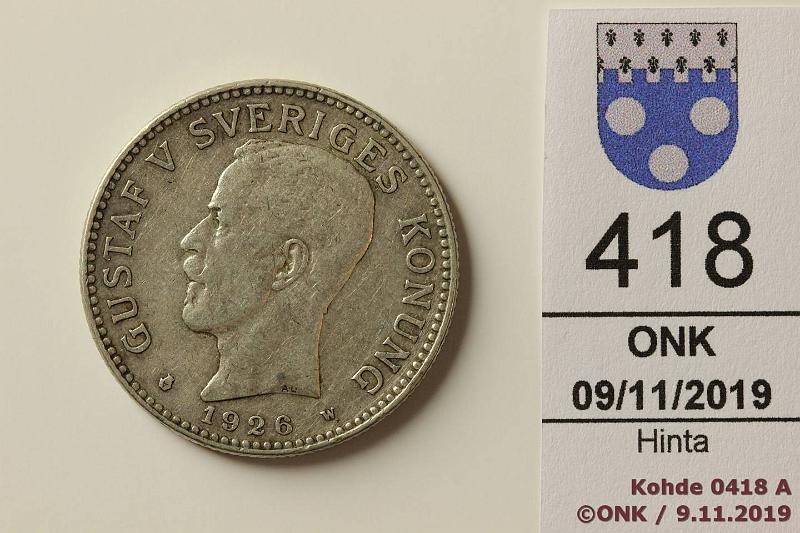 GUSTAF V SVERIGES KONUNG
AL
1926 W
418
ONK
09/11/2019
Hinta
Kohde 0418 A
©ONK / 9.11.2019